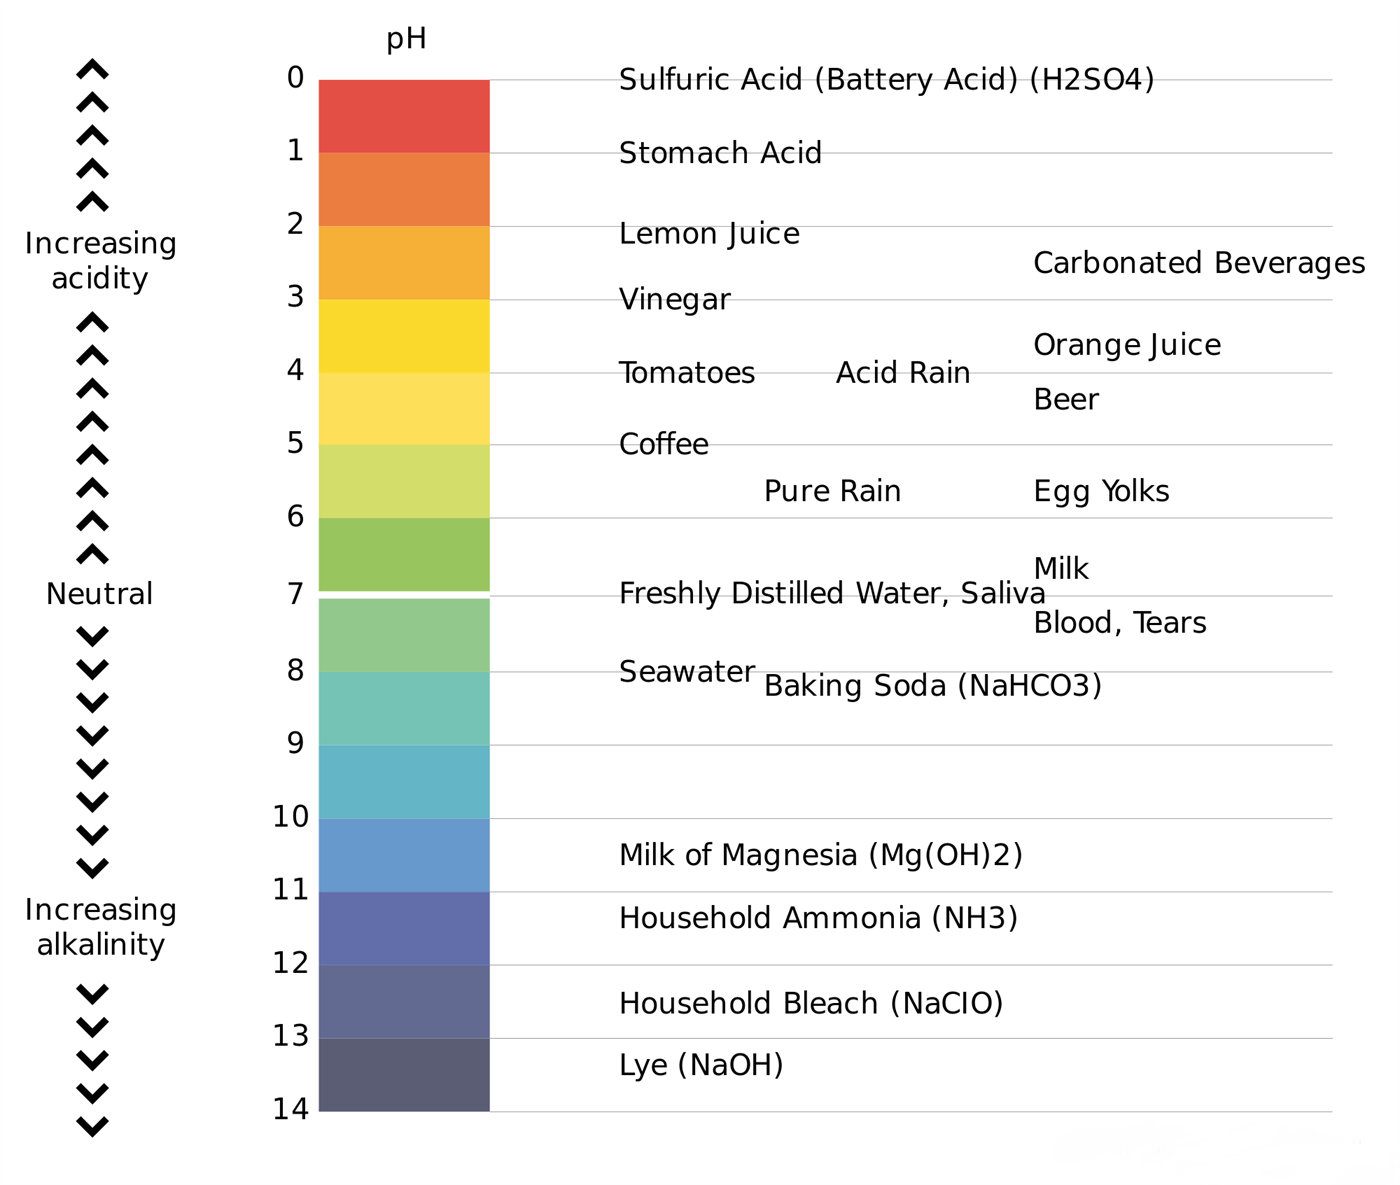 pH
0
Sulfuric Acid (Battery Acid) (H2SO4)
1
Stomach Acid
2
Lemon Juice
Increasing
acidity
Carbonated Beverages
3
Vinegar
Orange Juice
4
Tomatoes Acid Rain
Beer
5
Coffee
Pure Rain Egg Yolks
6
Milk
Neutral
7
Freshly Distilled Water, Saliva
Blood, Tears
8
Seawater
Baking Soda (NaHCO3)
9
10
Milk of Magnesia (Mg(OH)2)
11
Increasing
alkalinity
Household Ammonia (NH3)
12
Household Bleach (NaClO)
13
Lye (NaOH)
14